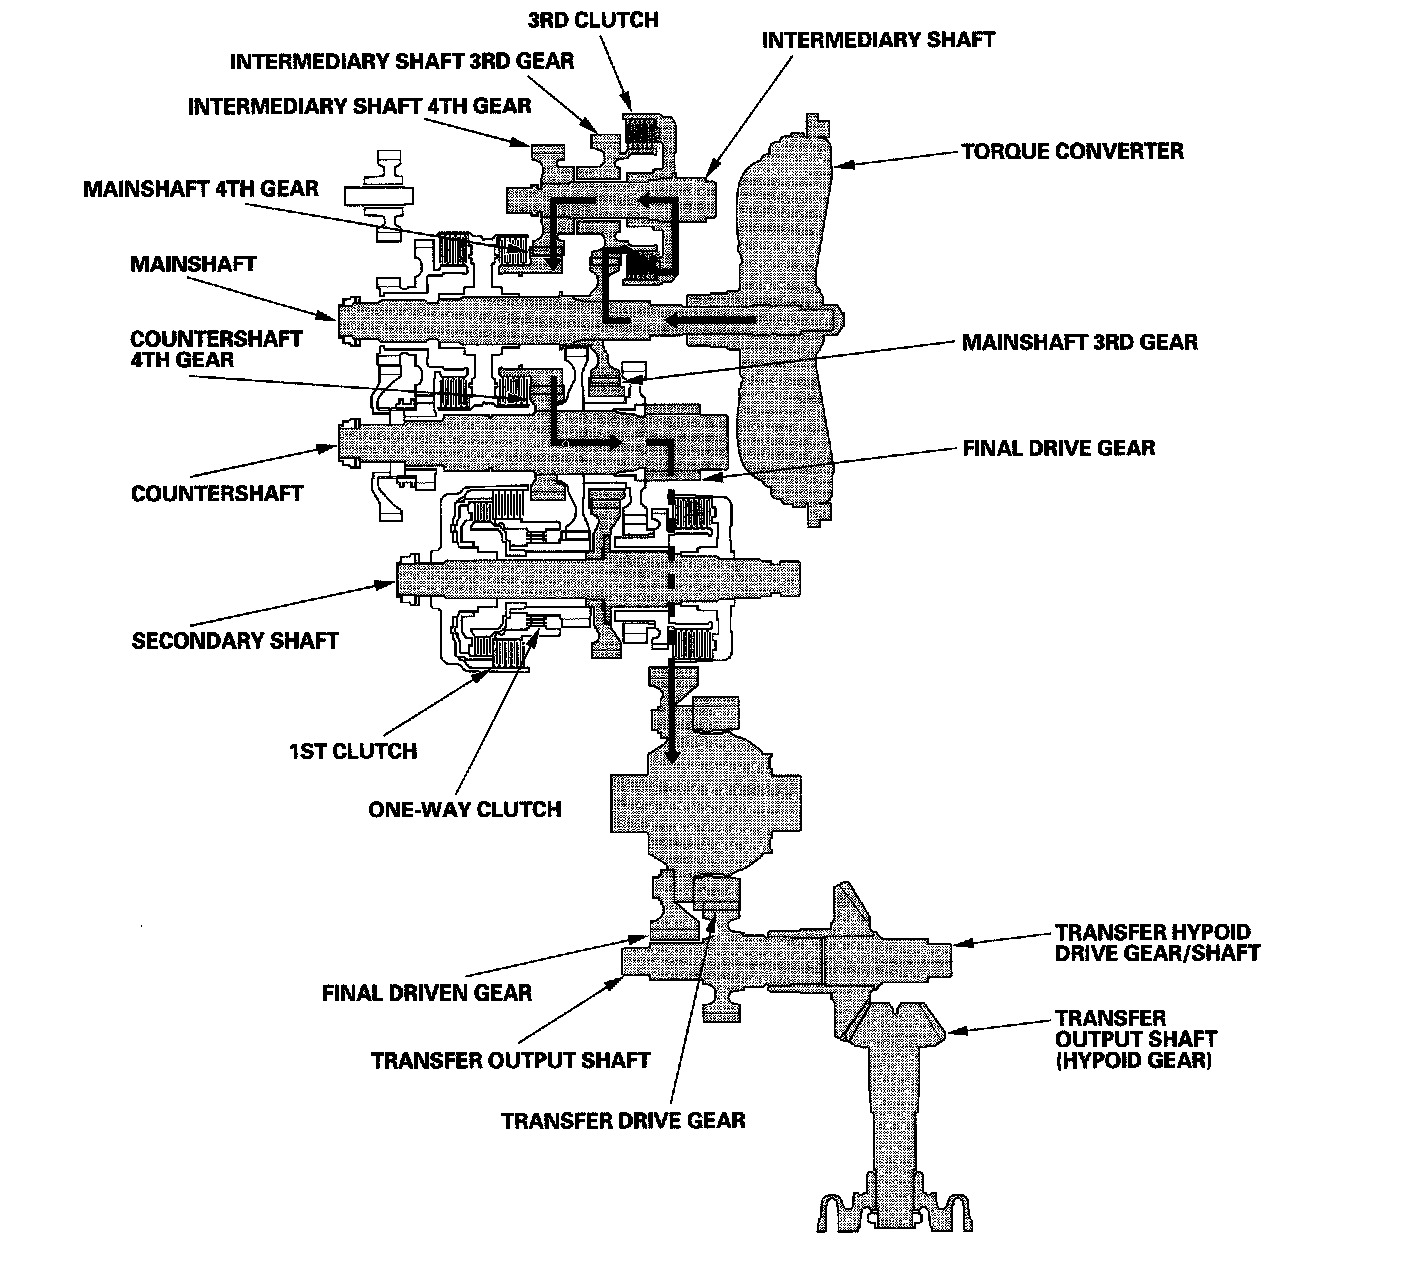 3RD CLUTCH
INTERMEDIARY SHAFT
INTERMEDIARY SHAFT 3RD GEAR
INTERMEDIARY SHAFT 4TH GEAR
TORQUE CONVERTER
MAINSHAFT 4TH GEAR
MAINSHAFT
COUNTERSHAFT
4TH GEAR
MAINSHAFT 3RD GEAR
FINAL DRIVE GEAR
COUNTERSHAFT
SECONDARY SHAFT
1ST CLUTCH
ONE-WAY CLUTCH
TRANSFER HYPOID
DRIVE GEAR/SHAFT
FINAL DRIVEN GEAR
TRANSFER
OUTPUT SHAFT
(HYPOID GEAR)
TRANSFER OUTPUT SHAFT
TRANSFER DRIVE GEAR